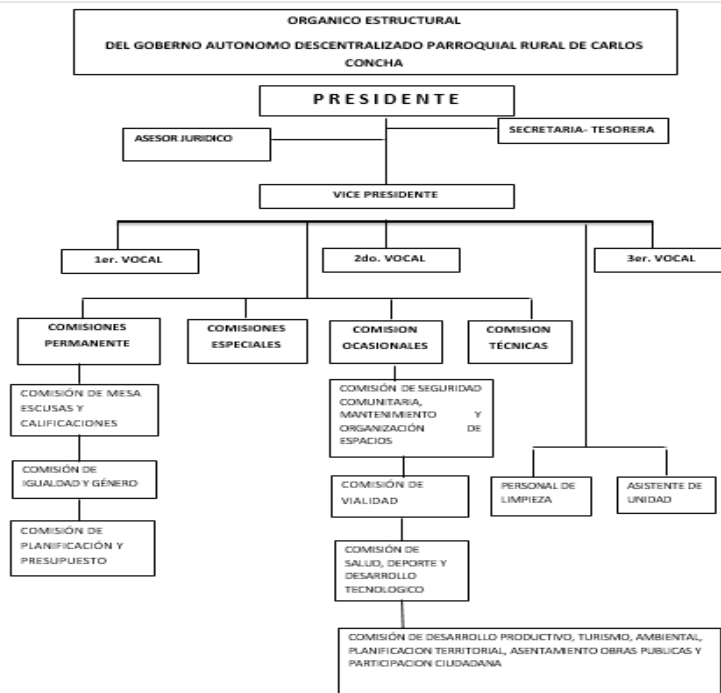 ORGANICO ESTRUCTURAL
DEL GOBERNO AUTONOMO DESCENTRALIZADO PARROQUIAL RURAL DE CARLOS
CONCHA
PRESIDENTE
ASESOR JURIDICO
SECRETARIA- TESORERA
VICE PRESIDENTE
1er. VOCAL
2do. VOCAL
3er. VOCAL
COMISIONES
PERMANENTE
COMISIONES
ESPECIALES
COMISION
OCASIONALES
COMISION
TÉCNICAS
COMISIÓN DE MESA
ESCUSAS Y
CALIFICACIONES
COMISIÓN DE
IGUALDAD Y GÉNERO
COMISIÓN DE
PLANIFICACIÓN Y
PRESUPUESTO
COMISIÓN DE SEGURIDAD
COMUNITARIA,
MANTENIMIENTO Y
ORGANIZACIÓN DE
ESPACIOS
COMISIÓN DE
VIALIDAD
COMISIÓN DE
SALUD, DEPORTE Y
DESARROLLO
TECNOLOGICO
COMISIÓN DE DESARROLLO PRODUCTIVO, TURISMO, AMBIENTAL,
PLANIFICACION TERRITORIAL, ASENTAMIENTO OBRAS PUBLICAS Y
PARTICIPACION CIUDADANA
PERSONAL DE
LIMPIEZA
ASISTENTE DE
UNIDAD